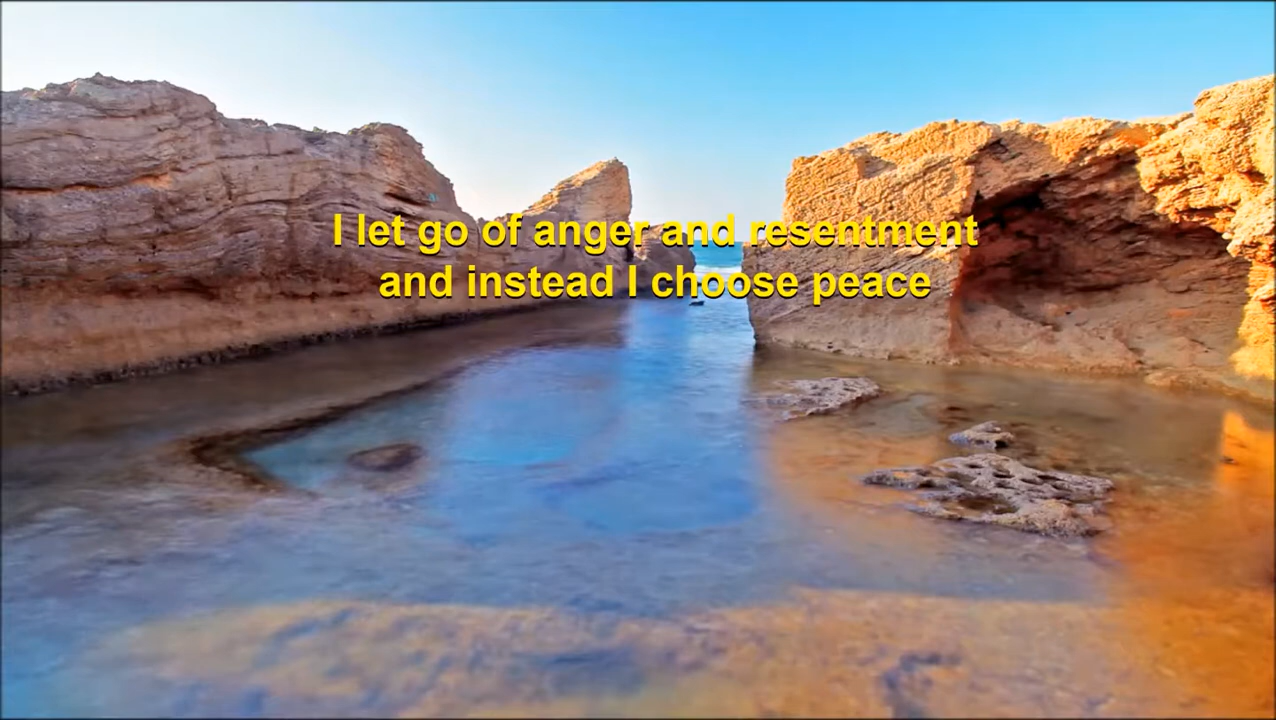 I let go of anger and resentment
and instead I choose peace